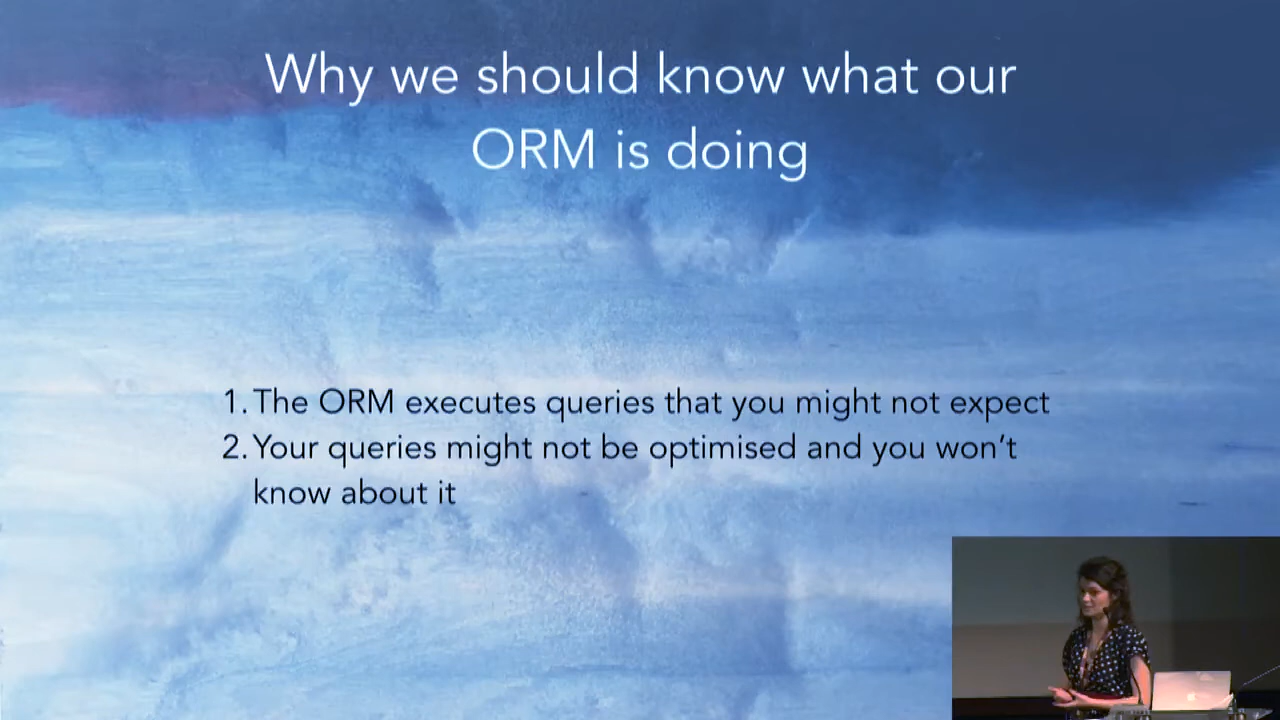 Why we should know what our
ORM is doing
1. The ORM executes queries that you might not expect
2. Your queries might not be optimised and you won't
know about it